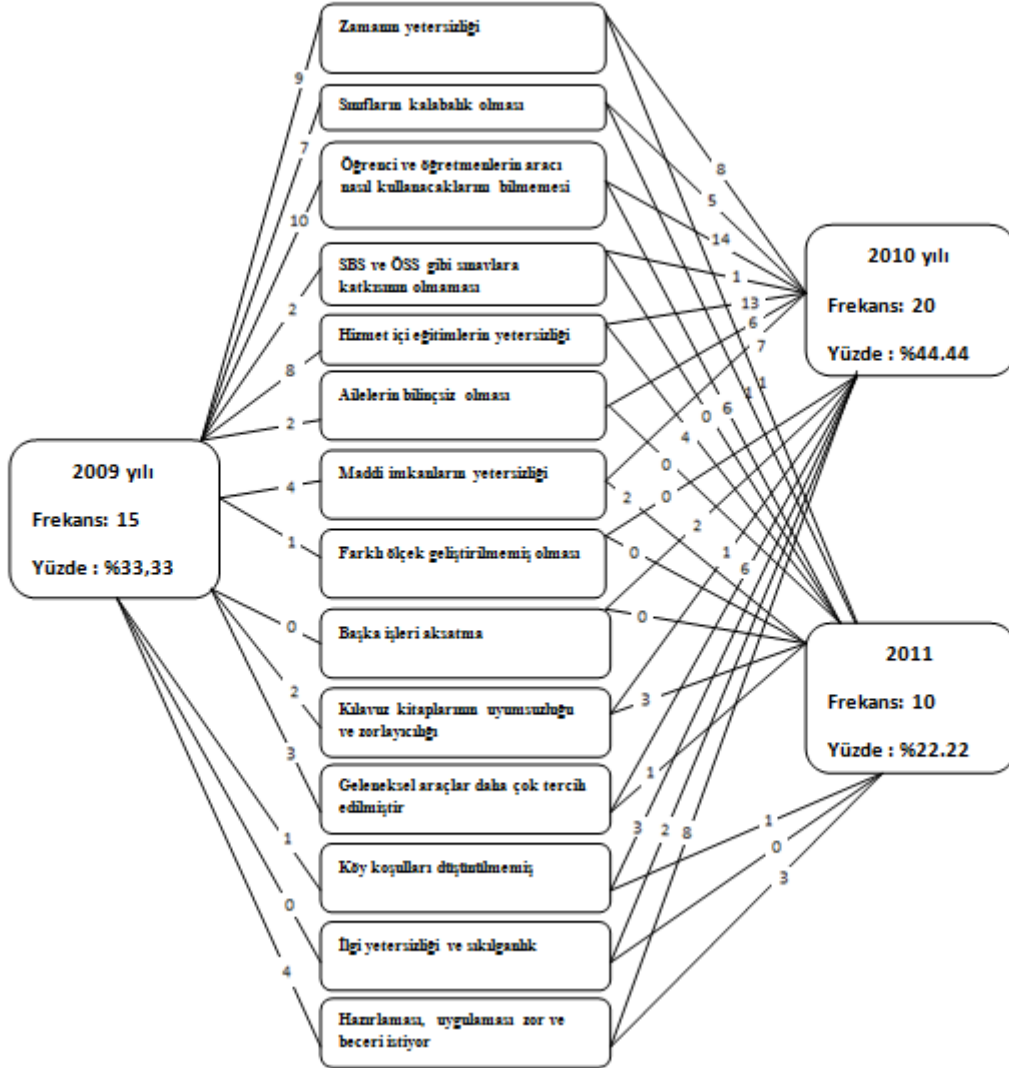 Zamanın yetersizliği
9
Sınıfların kalabalık olması
7
8
Öğrenci ve öğretmenlerin aracı
nasıl kullanacaklarını bilmemesi
5
10
14
SBS ve ÖSS gibi sınavlara
katkısının olmaması
2
1
2010 yılı
Frekans: 20
Yüzde : %44.44
13
Hizmet içi eğitimlerin yetersizliği
6
8
7
Ailelerin bilinçsiz olması
1
1
2
0
6
4
2009 yılı
Frekans: 15
Yüzde : %33,33
Maddi imkanların yetersizliği
4
0
2
0
Farklı ölçek geliştirilmemiş olması
1
2
0
1
6
Başka işleri aksatma
0
0
2011
Frekans: 10
Yüzde : %22.22
Kılavuz kitaplarının uyumsuzluğu
ve zorlayıcılığı
2
3
Geleneksel araçlar daha çok tercih
edilmiştir
3
1
Köy koşulları düşünülmemiş
1
3
2
8
1
0
3
İlgi yetersizliği ve sıkılganlık
0
Hazırlaması, uygulaması zor ve
beceri istiyor
4